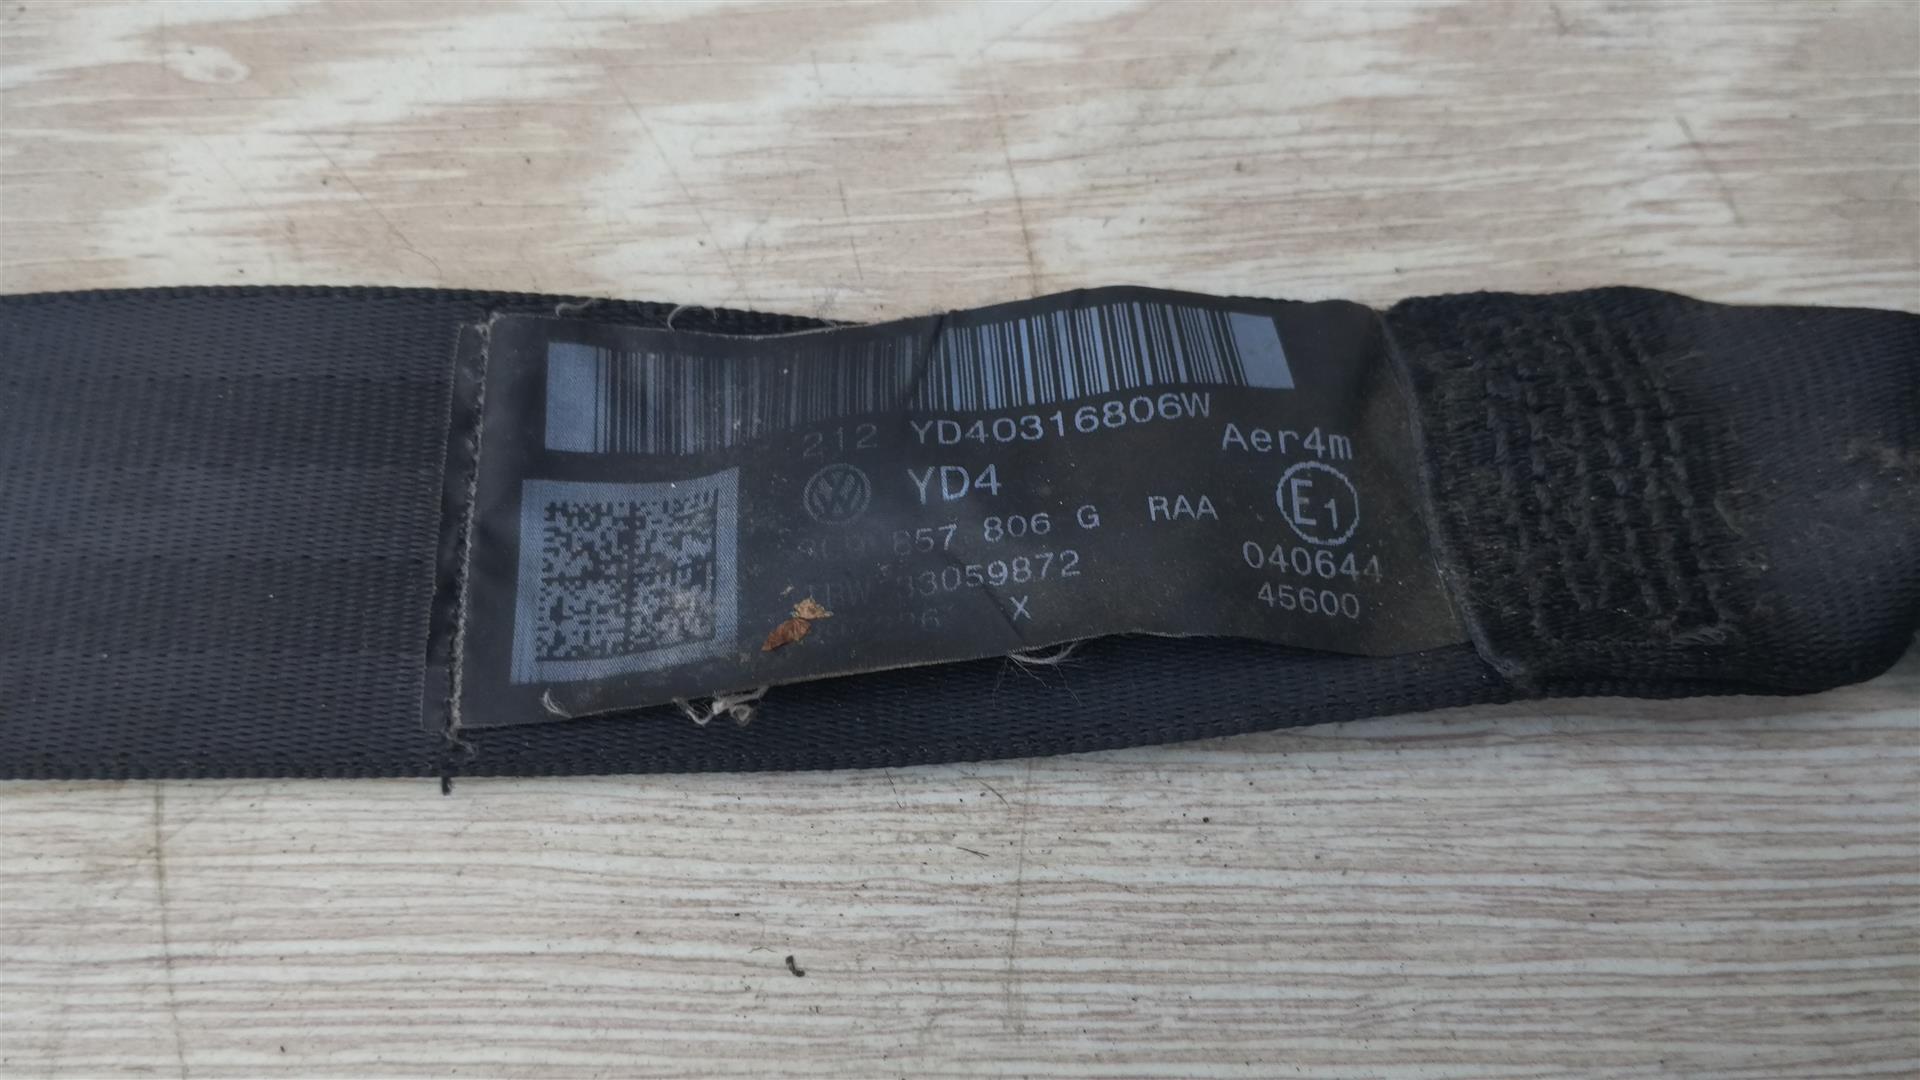 212 YD40316806W
Aer4m
YD4
857 806 G RAA
E1
33059872
040644
X
45600